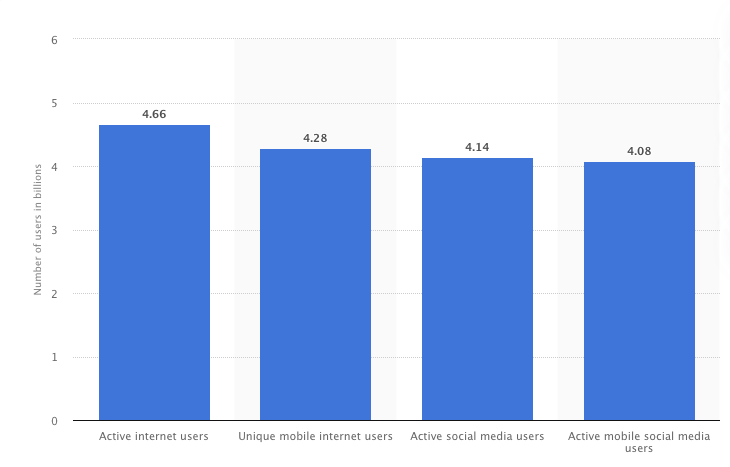 6
5
4
3
2
1
0
Number of users in billions
4.66
4.28
4.14
4.08
Active internet users
Unique mobile internet users
Active social media users
Active mobile social media
users